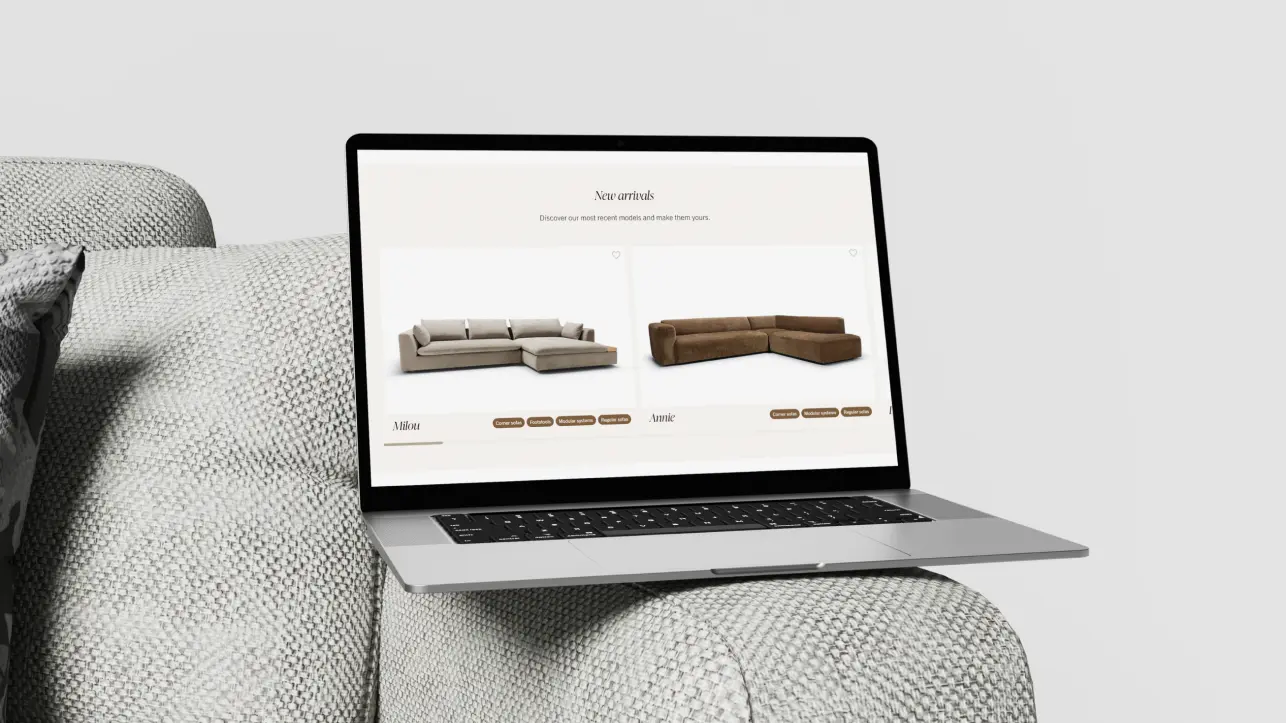 New arrivals
Discover our most recent models and make them yours.
Milou
Corner sofas
Footstools
Modular systems
Regular sofas
Annie
Corner sofas
Modular systems
Regular sofas